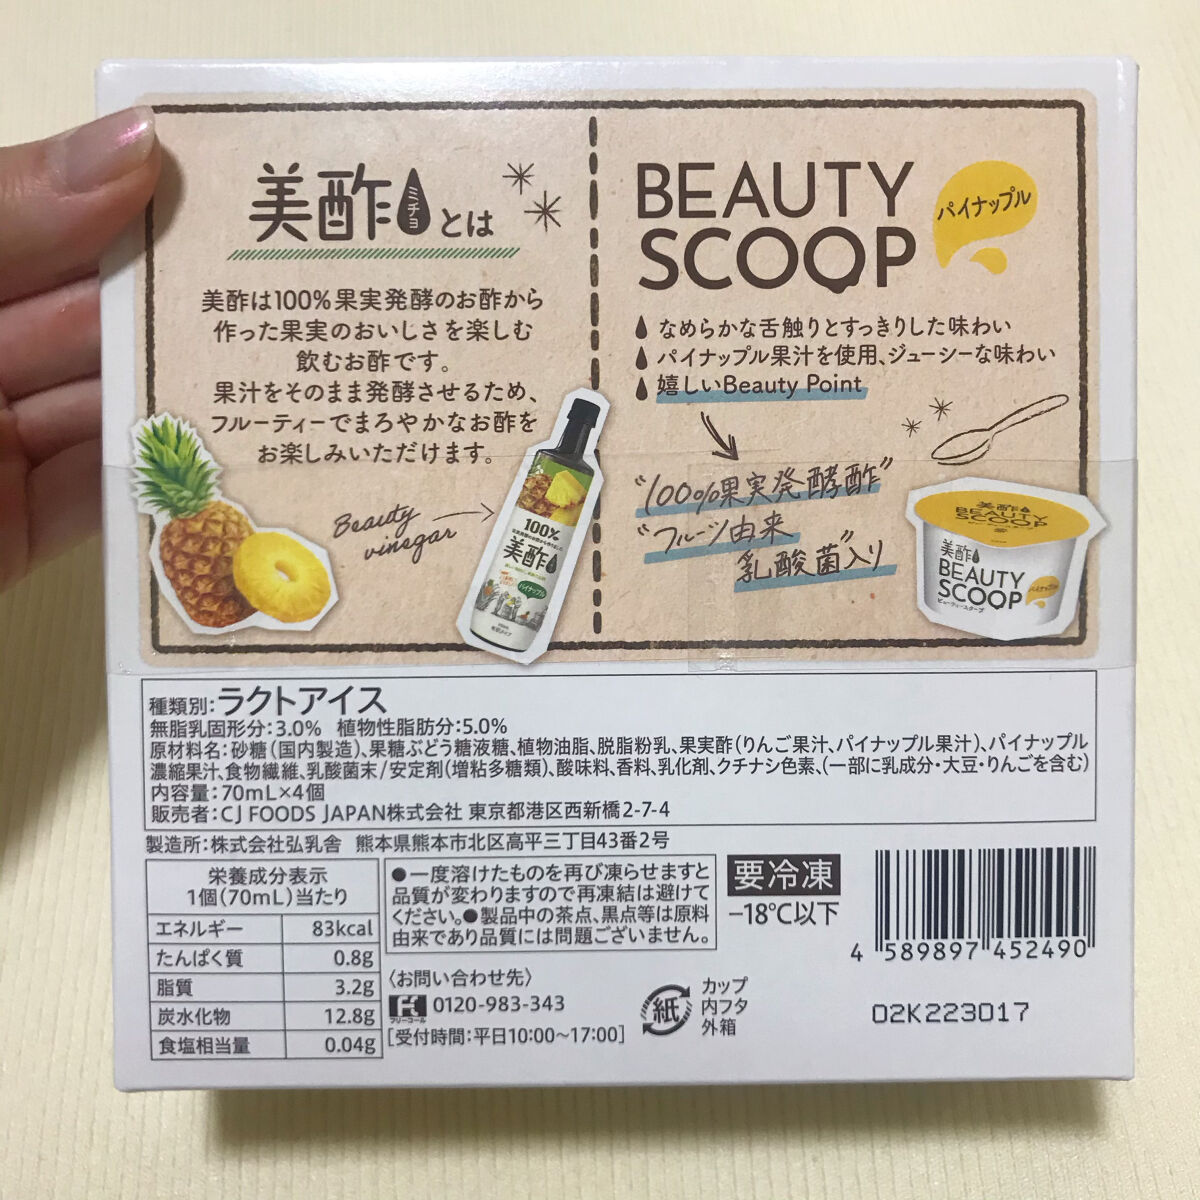 美酢とは
ミチョ
美酢は100%果実発酵のお酢から
作った果実のおいしさを楽しむ
飲むお酢です。
果汁をそのまま発酵させるため、
フルーティーでまろやかなお酢を
お楽しみいただけます。
Beauty
vinegar
100%
美酢
パイナップル
BEAUTY
SCOOP
パイナップル
なめらかな舌触りとすっきりした味わい
パイナップル果汁を使用、ジューシーな味わい
嬉しいBeauty Point
"100%果実発酵酢"
"フルーツ由来
乳酸菌"入り
美酢
BEAUTY
SCOOP
美酢
BEAUTY
SCOOP
パイナップル
ビューティースクープ
種類別：ラクトアイス
無脂乳固形分：3.0% 植物性脂肪分：5.0%
原材料名：砂糖（国内製造）、果糖ぶどう糖液糖、植物油脂、脱脂粉乳、果実酢（りんご果汁、パイナップル果汁）、パイナップル
濃縮果汁、食物繊維、乳酸菌末/安定剤（増粘多糖類）、酸味料、香料、乳化剤、クチナシ色素、（一部に乳成分・大豆・りんごを含む）
内容量：70mL×4個
販売者：CJ FOODS JAPAN株式会社 東京都港区西新橋2-7-4
製造所：株式会社弘乳舎 熊本県熊本市北区高平三丁目43番2号
栄養成分表示
1個（70mL）当たり
エネルギー 83kcal
たんぱく質 0.8g
脂質 3.2g
炭水化物 12.8g
食塩相当量 0.04g
●一度溶けたものを再び凍らせますと
品質が変わりますので再凍結は避けて
ください。●製品中の茶点、黒点等は原料
由来であり品質には問題ございません。
〈お問い合わせ先〉
フリーコール
0120-983-343
［受付時間：平日10:00～17:00］
要冷凍
−18℃以下
紙
カップ
内フタ
外箱
4 589897 452490
02K223017